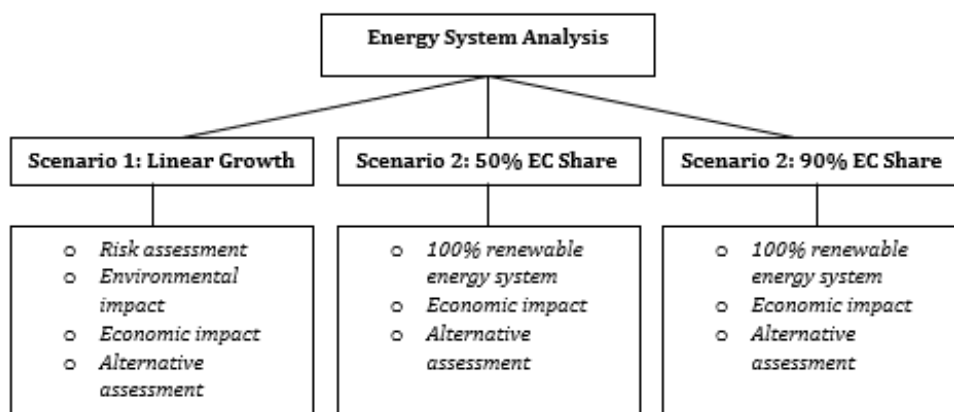 Energy System Analysis
Scenario 1: Linear Growth
Scenario 2: 50% EC Share
Scenario 2: 90% EC Share
o Risk assessment
o Environmental
impact
o Economic impact
o Alternative
assessment
o 100% renewable
energy system
o Economic impact
o Alternative
assessment
o 100% renewable
energy system
o Economic impact
o Alternative
assessment